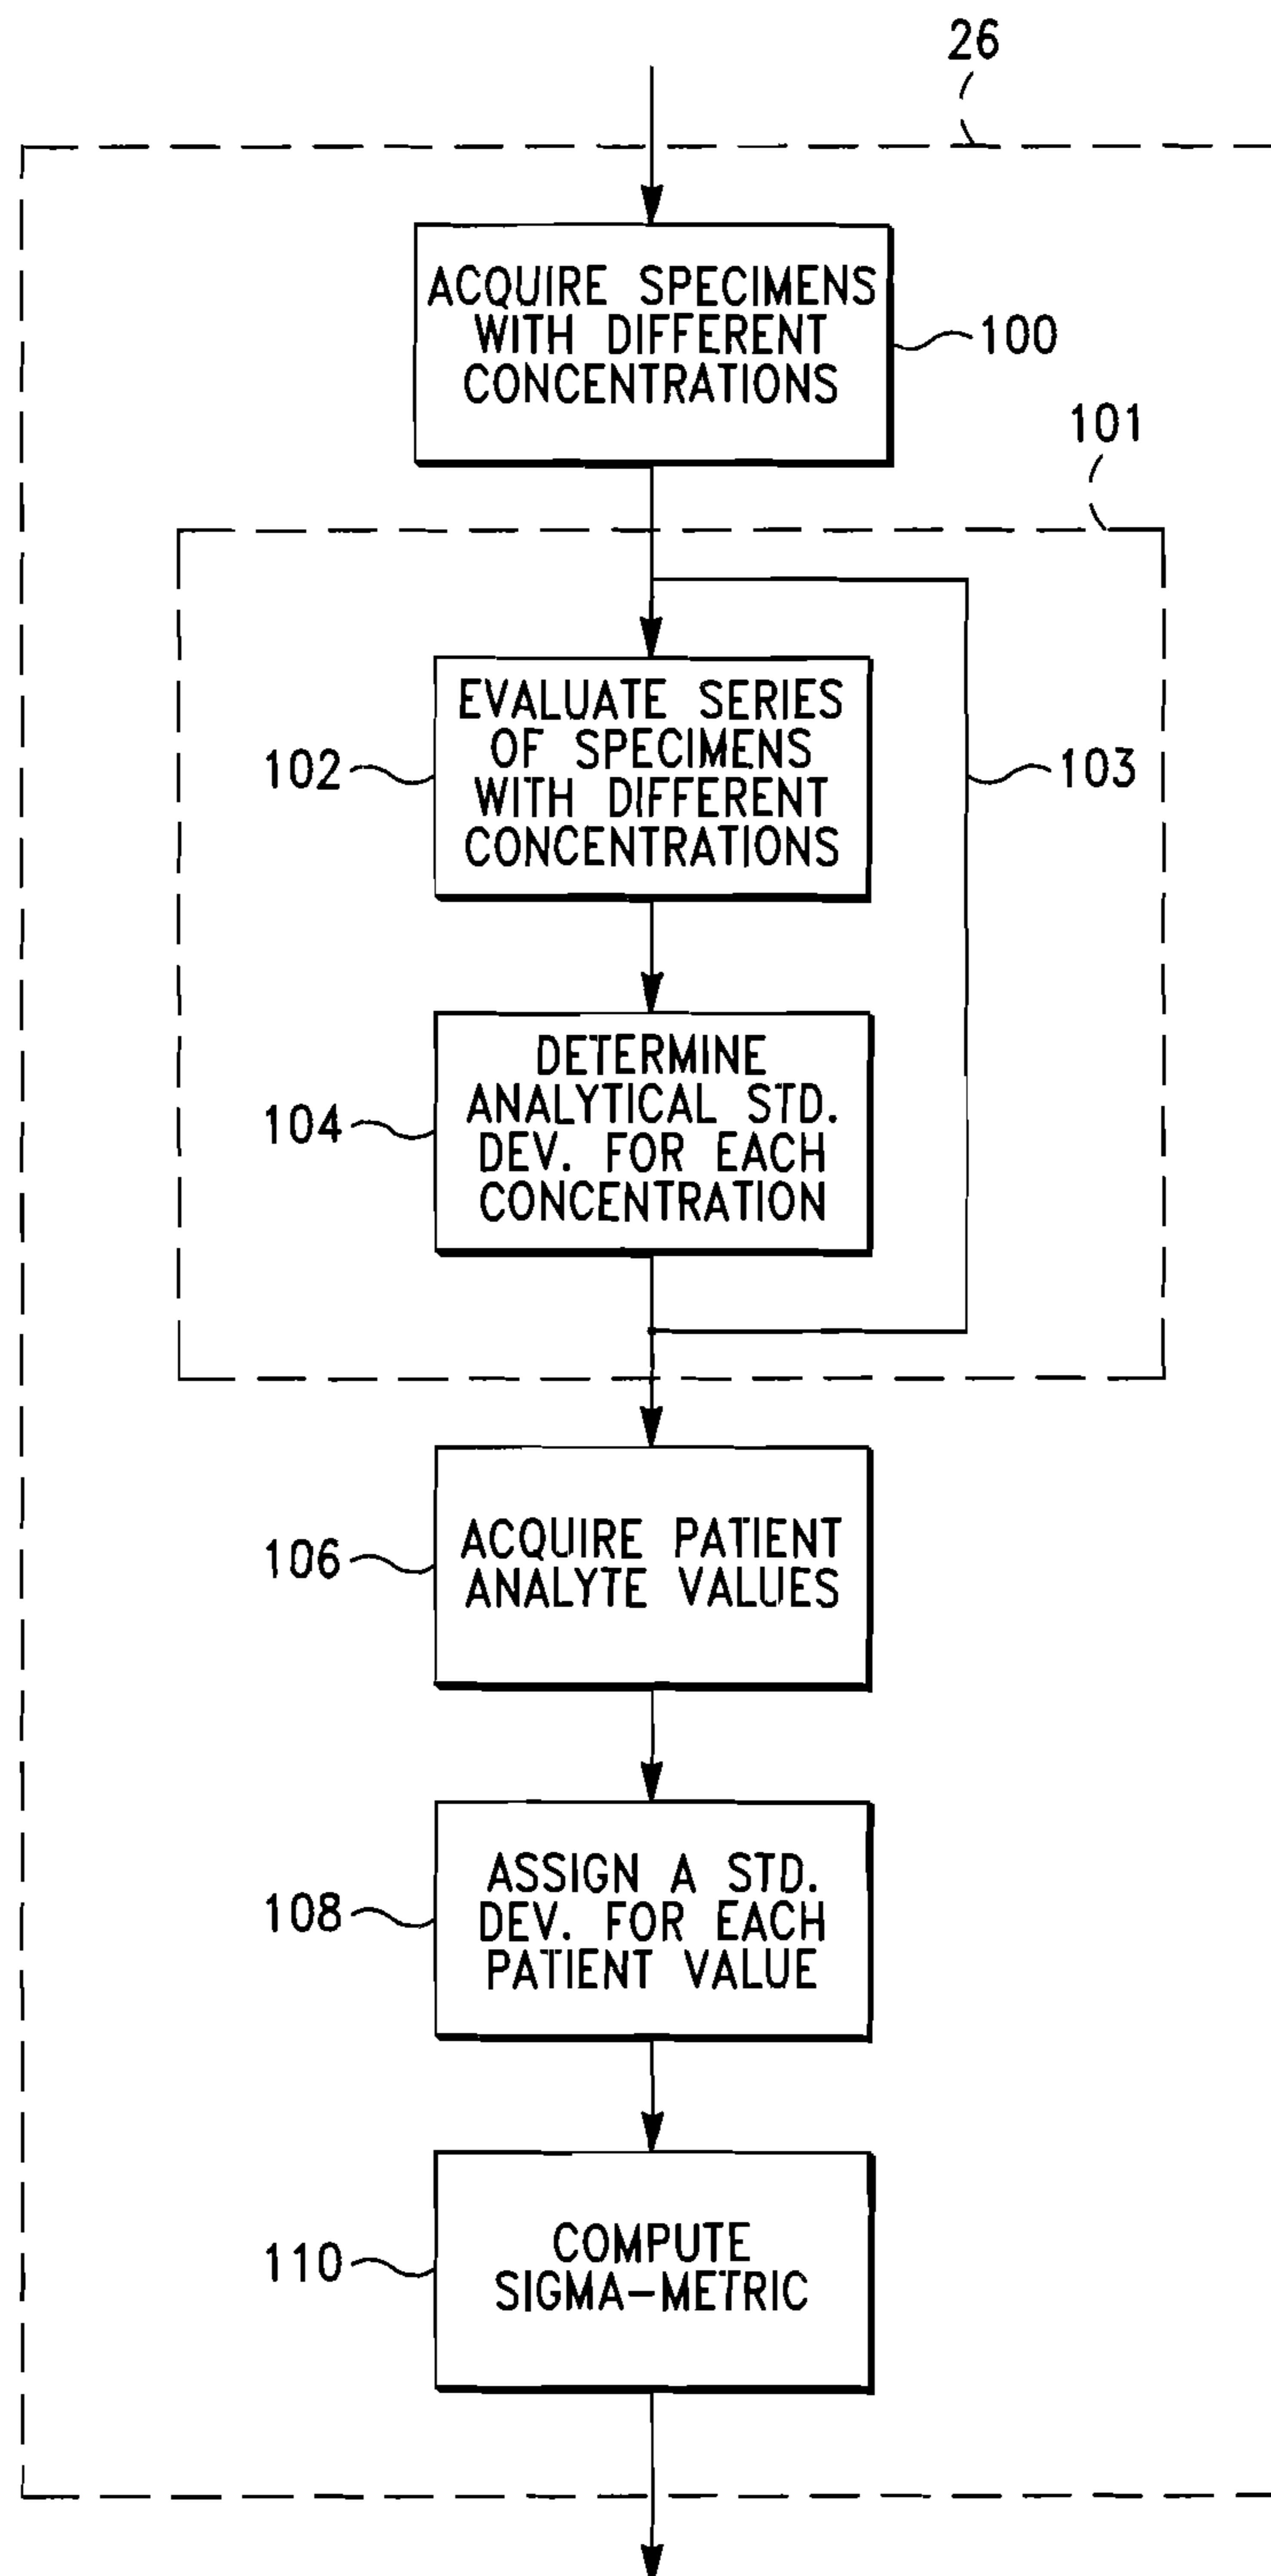 26
ACQUIRE SPECIMENS
WITH DIFFERENT
CONCENTRATIONS
100
101
EVALUATE SERIES
OF SPECIMENS
WITH DIFFERENT
CONCENTRATIONS
102
103
DETERMINE
ANALYTICAL STD.
DEV. FOR EACH
CONCENTRATION
104
ACQUIRE PATIENT
ANALYTE VALUES
106
ASSIGN A STD.
DEV. FOR EACH
PATIENT VALUE
108
COMPUTE
SIGMA-METRIC
110